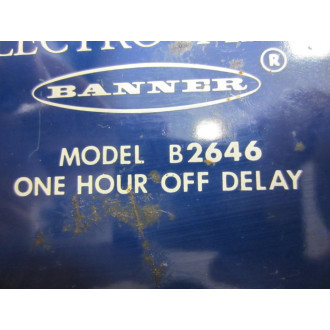 BANNER ®
MODEL B2646
ONE HOUR OFF DELAY